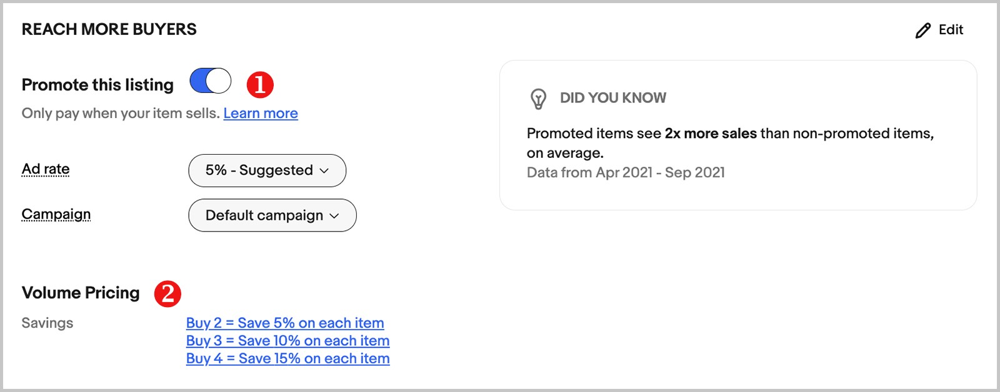 REACH MORE BUYERS
Edit
Promote this listing
1
Only pay when your item sells. Learn more
Ad rate
5% - Suggested
Campaign
Default campaign
DID YOU KNOW
Promoted items see 2x more sales than non-promoted items,
on average.
Data from Apr 2021 - Sep 2021
Volume Pricing
2
Savings
Buy 2 = Save 5% on each item
Buy 3 = Save 10% on each item
Buy 4 = Save 15% on each item